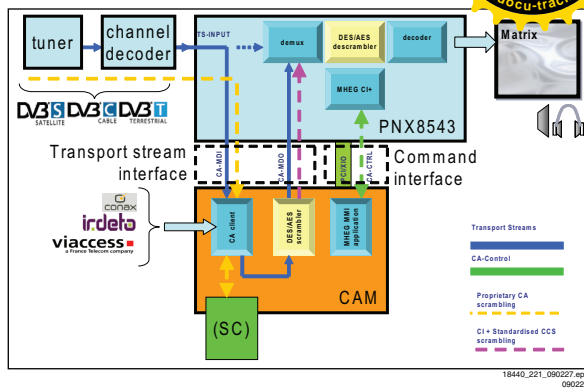 docu-track
tuner
channel
decoder
TS-INPUT
demux
DES/AES
descrambler
decoder
Matrix
MHEG CI+
PNX8543
DVB S
SATELLITE
DVB C
CABLE
DVB T
TERRESTRIAL
Transport stream
interface
CA-MDI
CA-MDO
PCI/XIO
CA-CTRL
Command
interface
conax
irdeto
viaccess
a France Telecom company
CA client
DES/AES
scrambler
MHEG MMI
application
CAM
(SC)
Transport Streams
CA-Control
Proprietary CA
scrambling
CI + Standardised CCS
scrambling
18440_221_090227.ep
09022